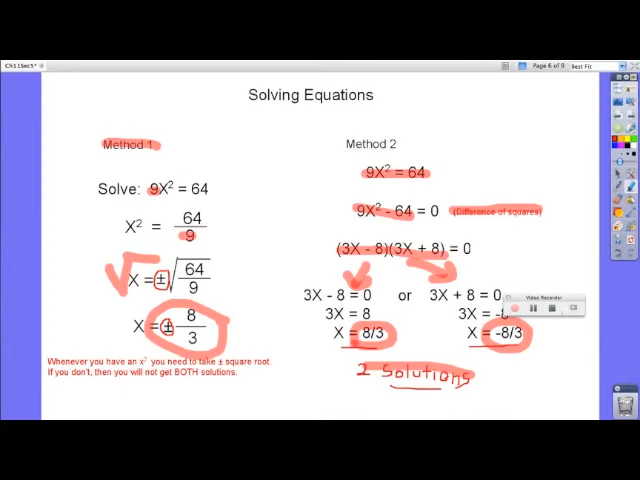 Ch11Sec5*
Page 6 of 9
Best Fit
Solving Equations
Method 1
Solve: 9X² = 64
X² = 64/9
X = ±√64/9
X = ± 8/3
Whenever you have an x² you need to take ± square root.
If you don't, then you will not get BOTH solutions.
Method 2
9X² = 64
9X² - 64 = 0 (Difference of squares)
(3X - 8)(3X + 8) = 0
3X - 8 = 0 or 3X + 8 = 0
3X = 8 3X = -8
X = 8/3 X = -8/3
2 Solutions
Video Recorder